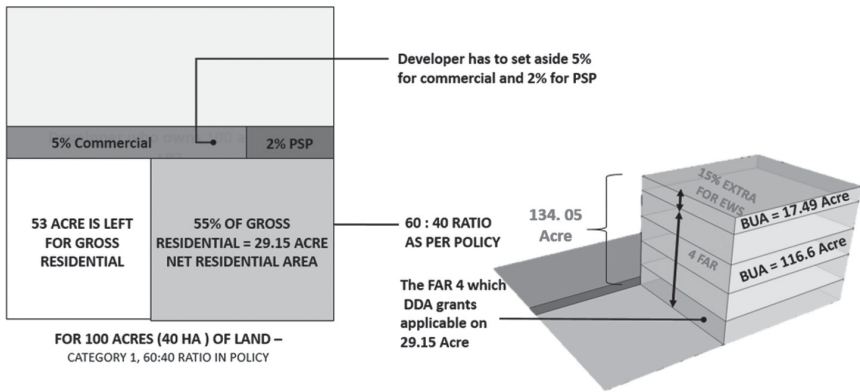 Developer has to set aside 5%
for commercial and 2% for PSP
5% Commercial
2% PSP
53 ACRE IS LEFT
FOR GROSS
RESIDENTIAL
55% OF GROSS
RESIDENTIAL = 29.15 ACRE
NET RESIDENTIAL AREA
60 : 40 RATIO
AS PER POLICY
The FAR 4 which
DDA grants
applicable on
29.15 Acre
134. 05
Acre
15% EXTRA
FOR EWS
4 FAR
BUA = 17.49 Acre
BUA = 116.6 Acre
FOR 100 ACRES (40 HA ) OF LAND –
CATEGORY 1, 60:40 RATIO IN POLICY